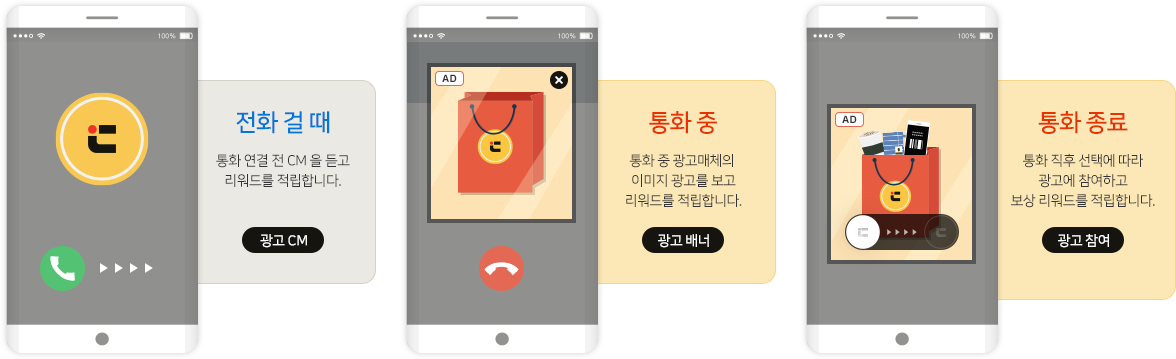 100%
전화 걸 때
통화 연결 전 CM 을 듣고
리워드를 적립합니다.
광고 CM
100%
AD
통화 중
통화 중 광고매체의
이미지 광고를 보고
리워드를 적립합니다.
광고 배너
100%
AD
통화 종료
통화 직후 선택에 따라
광고에 참여하고
보상 리워드를 적립합니다.
광고 참여